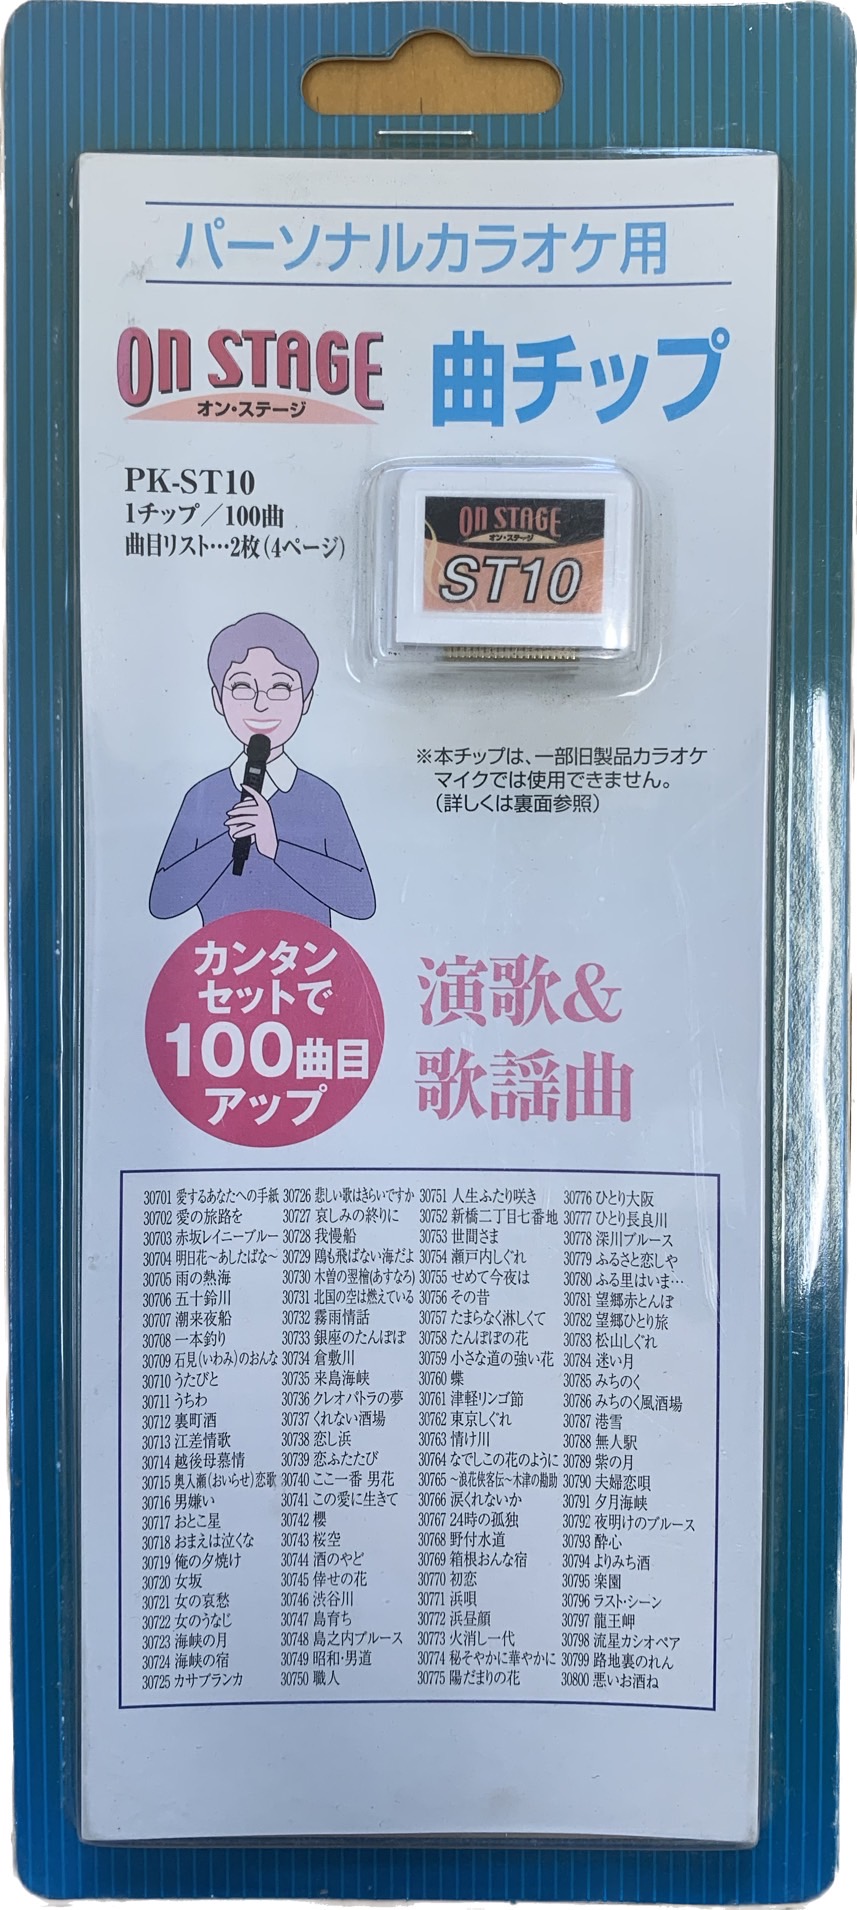 パーソナルカラオケ用
ON STAGE
オン・ステージ
曲チップ
PK-ST10
1チップ／100曲
曲目リスト…2枚(4ページ)
ON STAGE
オン・ステージ
ST10
※本チップは、一部旧製品カラオケ
マイクでは使用できません。
(詳しくは裏面参照)
カンタン
セットで
100曲目
アップ
演歌&
歌謡曲
30701 愛するあなたへの手紙
30702 愛の旅路を
30703 赤坂レイニーブルー
30704 明日花～あしたばな～
30705 雨の熱海
30706 五十鈴川
30707 潮来夜船
30708 一本釣り
30709 石見(いわみ)のおんな
30710 うたびと
30711 うちわ
30712 裏町酒
30713 江差情歌
30714 越後母慕情
30715 奥入瀬(おいらせ)恋歌
30716 男嫌い
30717 おとこ星
30718 おまえは泣くな
30719 俺の夕焼け
30720 女坂
30721 女の哀愁
30722 女のうなじ
30723 海峡の月
30724 海峡の宿
30725 カサブランカ
30726 悲しい歌はきらいですか
30727 哀しみの終りに
30728 我慢船
30729 鴎も飛ばない海だよ
30730 木曽の翌檜(あすなろ)
30731 北国の空は燃えている
30732 霧雨情話
30733 銀座のたんぽぽ
30734 倉敷川
30735 来島海峡
30736 クレオパトラの夢
30737 くれない酒場
30738 恋し浜
30739 恋ふたたび
30740 ここ一番 男花
30741 この愛に生きて
30742 櫻
30743 桜空
30744 酒のやど
30745 倖せの花
30746 渋谷川
30747 島育ち
30748 島之内ブルース
30749 昭和・男道
30750 職人
30751 人生ふたり咲き
30752 新橋二丁目七番地
30753 世間さま
30754 瀬戸内しぐれ
30755 せめて今夜は
30756 その昔
30757 たまらなく淋しくて
30758 たんぽぽの花
30759 小さな道の強い花
30760 蝶
30761 津軽リンゴ節
30762 東京しぐれ
30763 情け川
30764 なでしこの花のように
30765 ～浪花侠客伝～木津の勘助
30766 涙くれないか
30767 24時の孤独
30768 野付水道
30769 箱根おんな宿
30770 初恋
30771 浜唄
30772 浜昼顔
30773 火消し一代
30774 秘そやかに華やかに
30775 陽だまりの花
30776 ひとり大阪
30777 ひとり長良川
30778 深川ブルース
30779 ふるさと恋しや
30780 ふる里はいま…
30781 望郷赤とんぼ
30782 望郷ひとり旅
30783 松山しぐれ
30784 迷い月
30785 みちのく
30786 みちのく風酒場
30787 港雪
30788 無人駅
30789 紫の月
30790 夫婦恋唄
30791 夕月海峡
30792 夜明けのブルース
30793 酔心
30794 よりみち酒
30795 楽園
30796 ラスト・シーン
30797 龍王岬
30798 流星カシオペア
30799 路地裏のれん
30800 悪いお酒ね